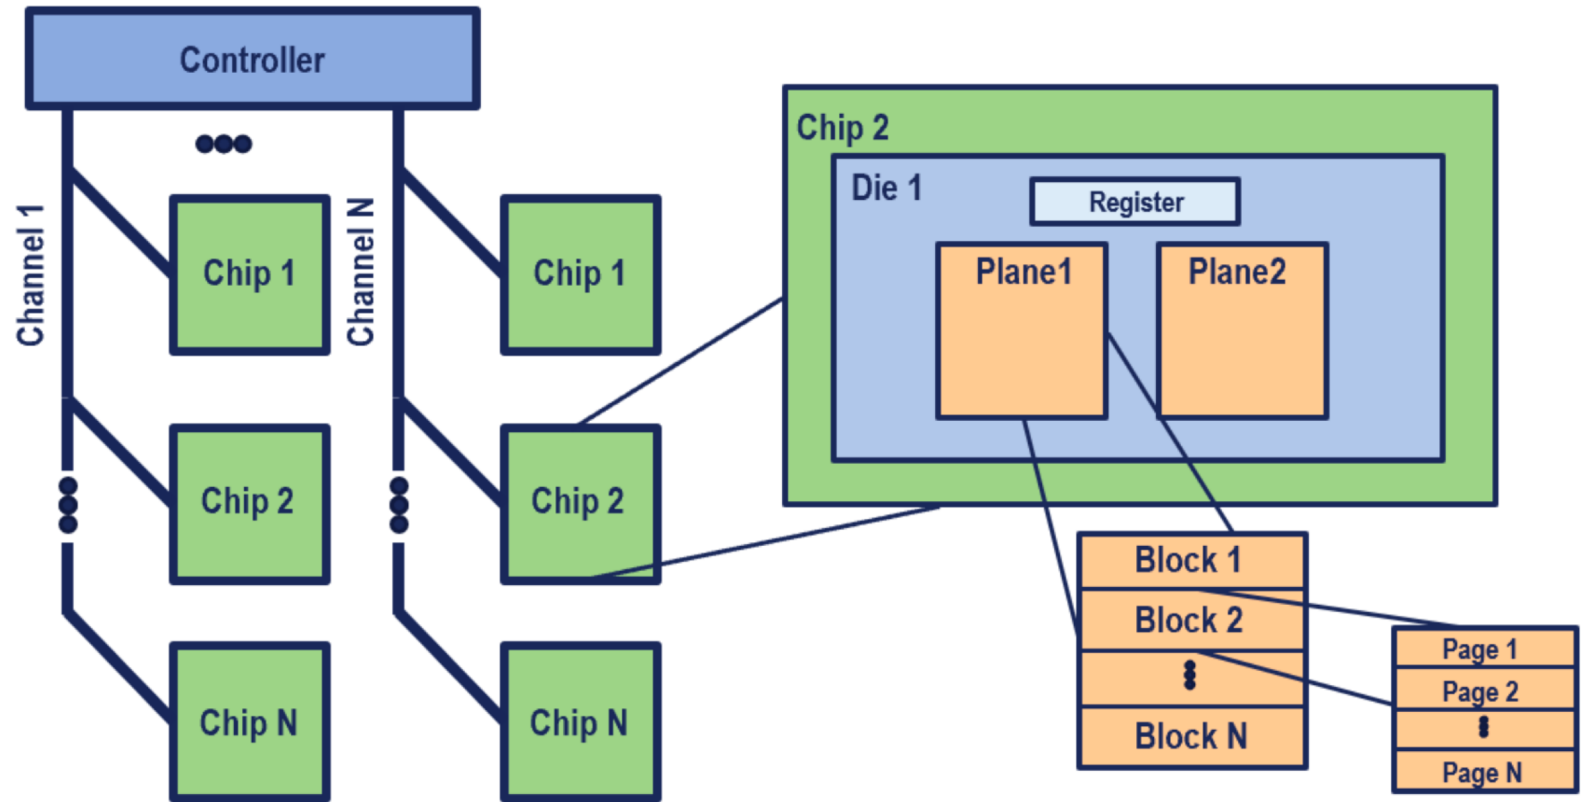 Controller
Channel 1
Chip 1
Chip 2
Chip N
Channel N
Chip 1
Chip 2
Chip N
Chip 2
Die 1
Register
Plane1
Plane2
Block 1
Block 2
Block N
Page 1
Page 2
Page N